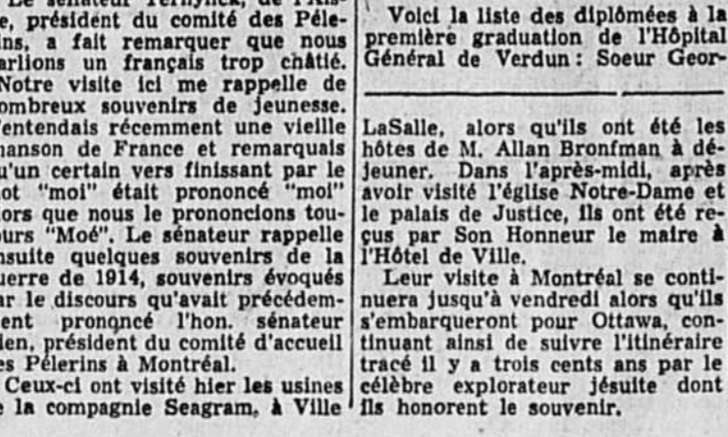 Le sénateur Ternynck, de l'Ais-
e, président du comité des Péle-
ins, a fait remarquer que nous
arlions un français trop châtié.
Notre visite ici me rappelle de
ombreux souvenirs de jeunesse.
'entendais récemment une vieille
hanson de France et remarquais
u'un certain vers finissant par le
ot "moi" était prononcé "moi"
ors que nous le prononcions tou-
urs "Moé". Le sénateur rappelle
nsuite quelques souvenirs de la
uerre de 1914, souvenirs évoqués
ar le discours qu'avait précédem-
ent prononcé l'hon. sénateur
ien, président du comité d'accueil
es Pélerins à Montréal.
Ceux-ci ont visité hier les usines
e la compagnie Seagram, à Ville
Voici la liste des diplômées à la
première graduation de l'Hôpital
Général de Verdun: Soeur Geor-
LaSalle, alors qu'ils ont été les
hôtes de M. Allan Bronfman à dé-
jeuner. Dans l'après-midi, après
avoir visité l'église Notre-Dame et
le palais de Justice, ils ont été re-
çus par Son Honneur le maire à
l'Hôtel de Ville.
Leur visite à Montréal se conti-
nuera jusqu'à vendredi alors qu'ils
s'embarqueront pour Ottawa, con-
tinuant ainsi de suivre l'itinéraire
tracé il y a trois cents ans par le
célèbre explorateur jésuite dont
ils honorent le souvenir.